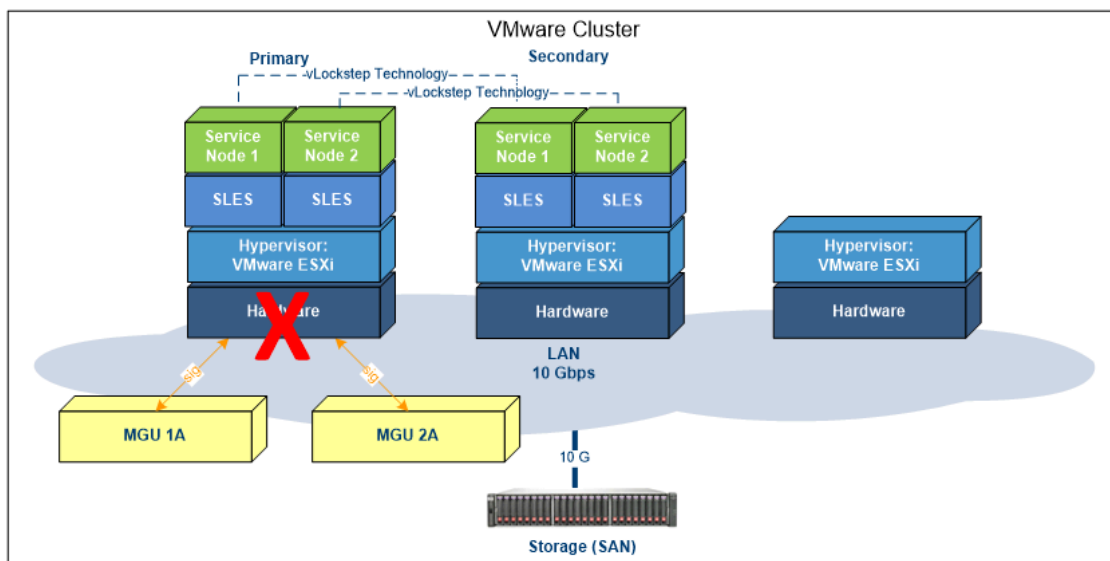 VMware Cluster
Primary
Secondary
vLockstep Technology
vLockstep Technology
Service
Node 1
Service
Node 2
Service
Node 1
Service
Node 2
SLES
SLES
SLES
SLES
Hypervisor:
VMware ESXi
Hypervisor:
VMware ESXi
Hypervisor:
VMware ESXi
Hardware
Hardware
Hardware
LAN
10 Gbps
sig
sig
MGU 1A
MGU 2A
10 G
Storage (SAN)